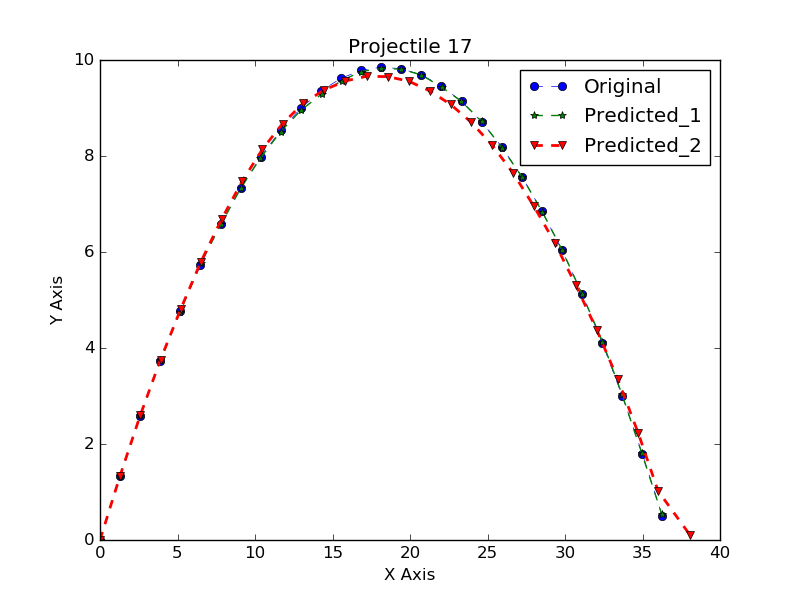 Projectile 17
Original
Predicted_1
Predicted_2
Y Axis
10
8
6
4
2
0
0 5 10 15 20 25 30 35 40
X Axis